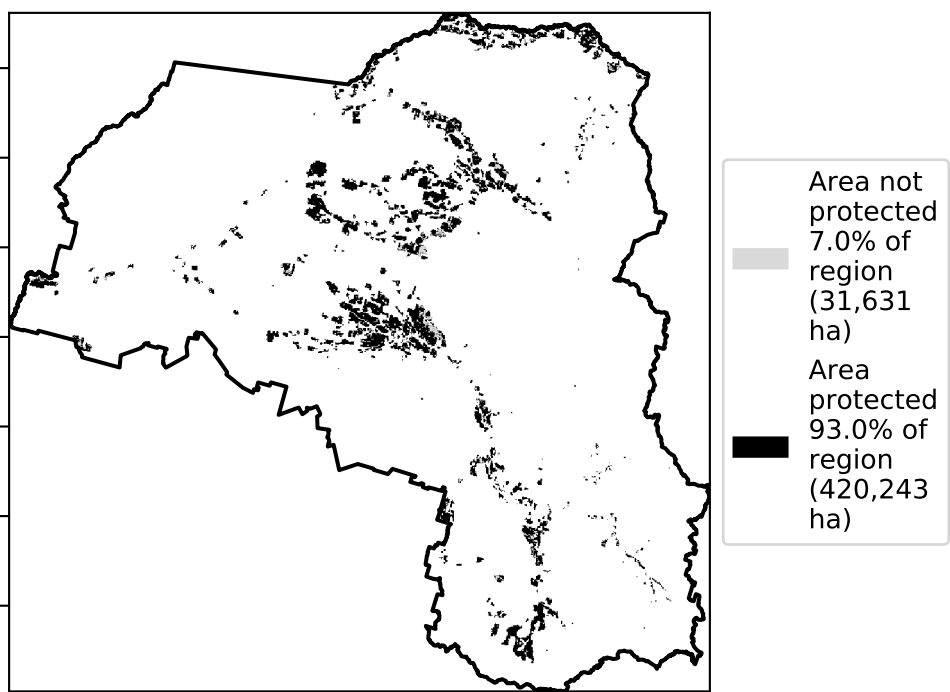 Area not
protected
7.0% of
region
(31,631
ha)
Area
protected
93.0% of
region
(420,243
ha)